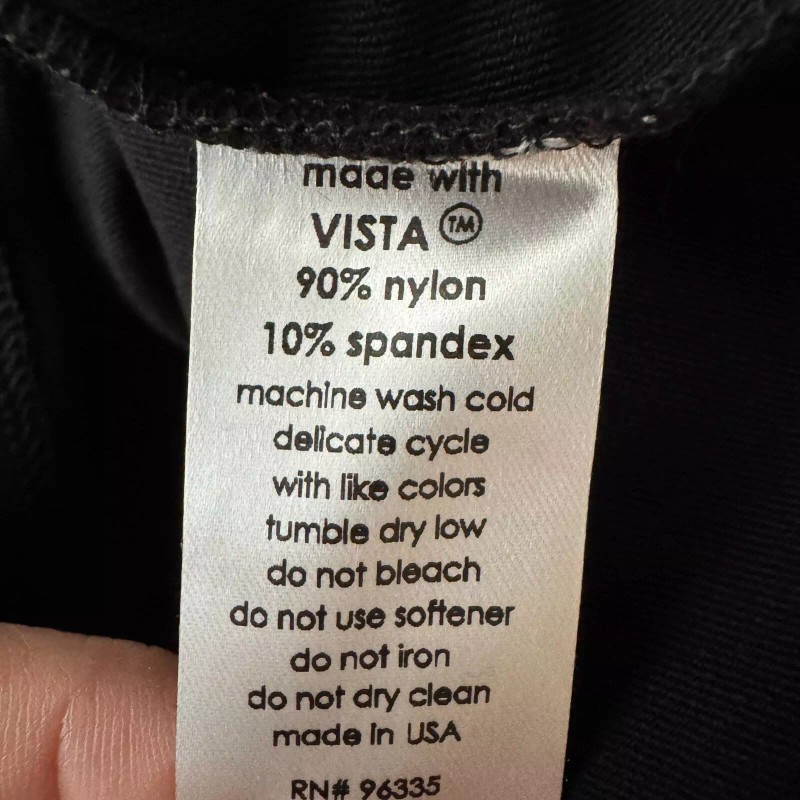 made with
VISTA ™
90% nylon
10% spandex
machine wash cold
delicate cycle
with like colors
tumble dry low
do not bleach
do not use softener
do not iron
do not dry clean
made in USA
RN# 96335